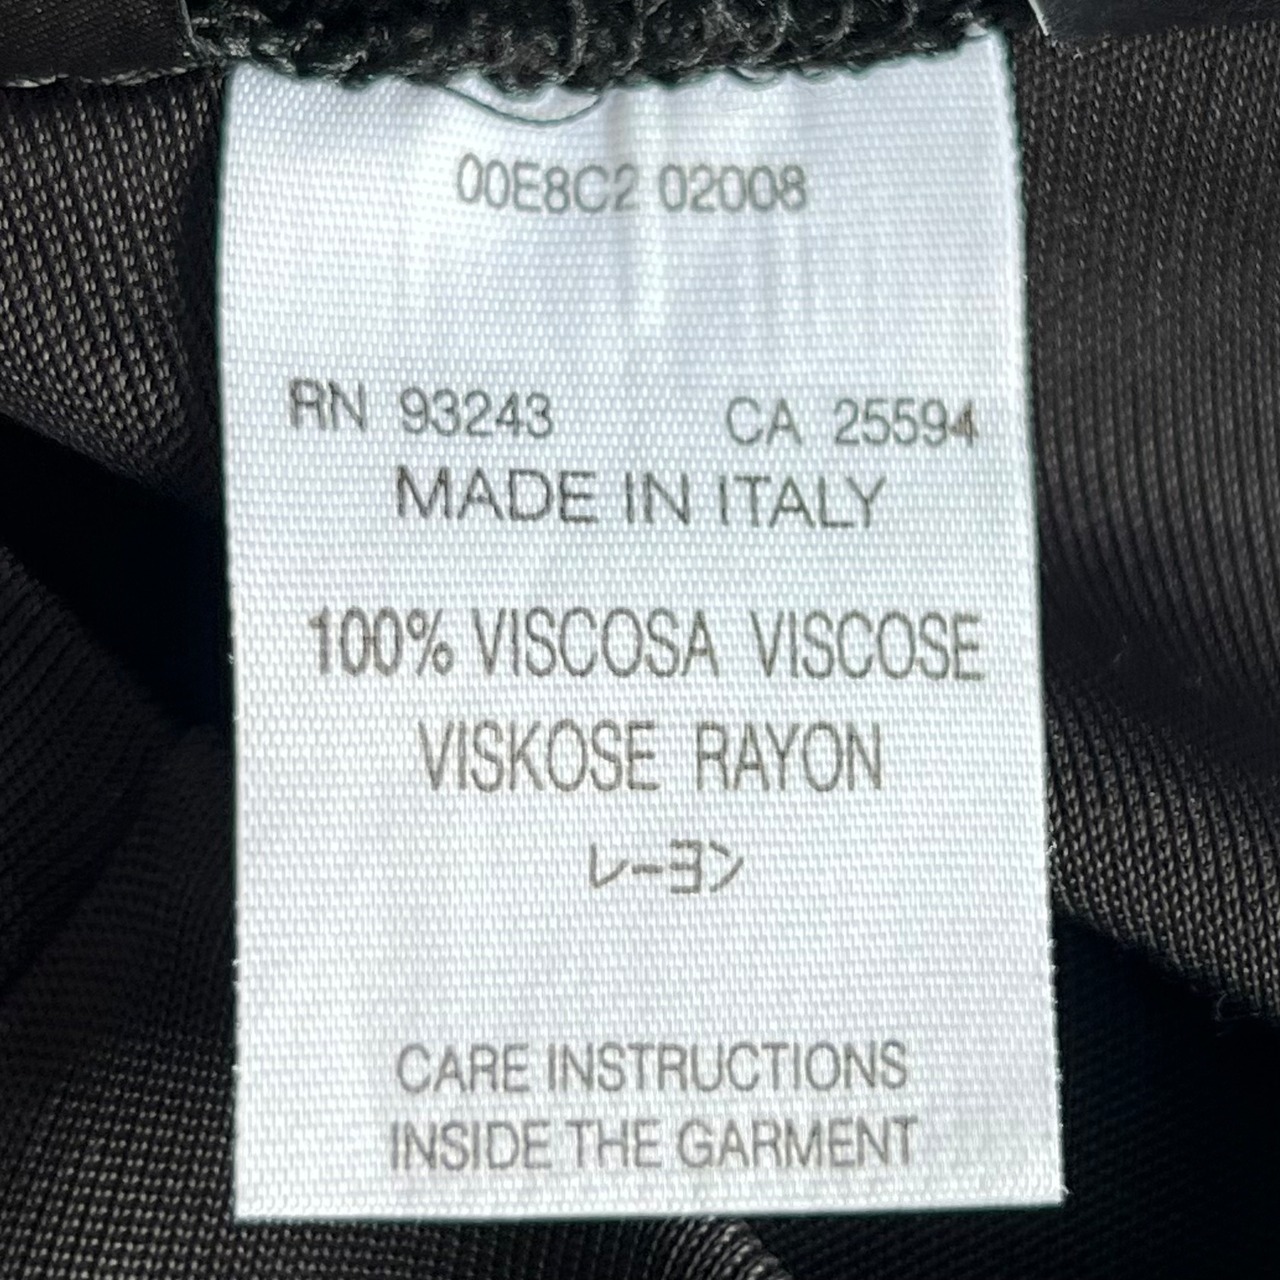 00E8C2 02008
RN 93243 CA 25594
MADE IN ITALY
100% VISCOSA VISCOSE
VISKOSE RAYON
レーヨン
CARE INSTRUCTIONS
INSIDE THE GARMENT